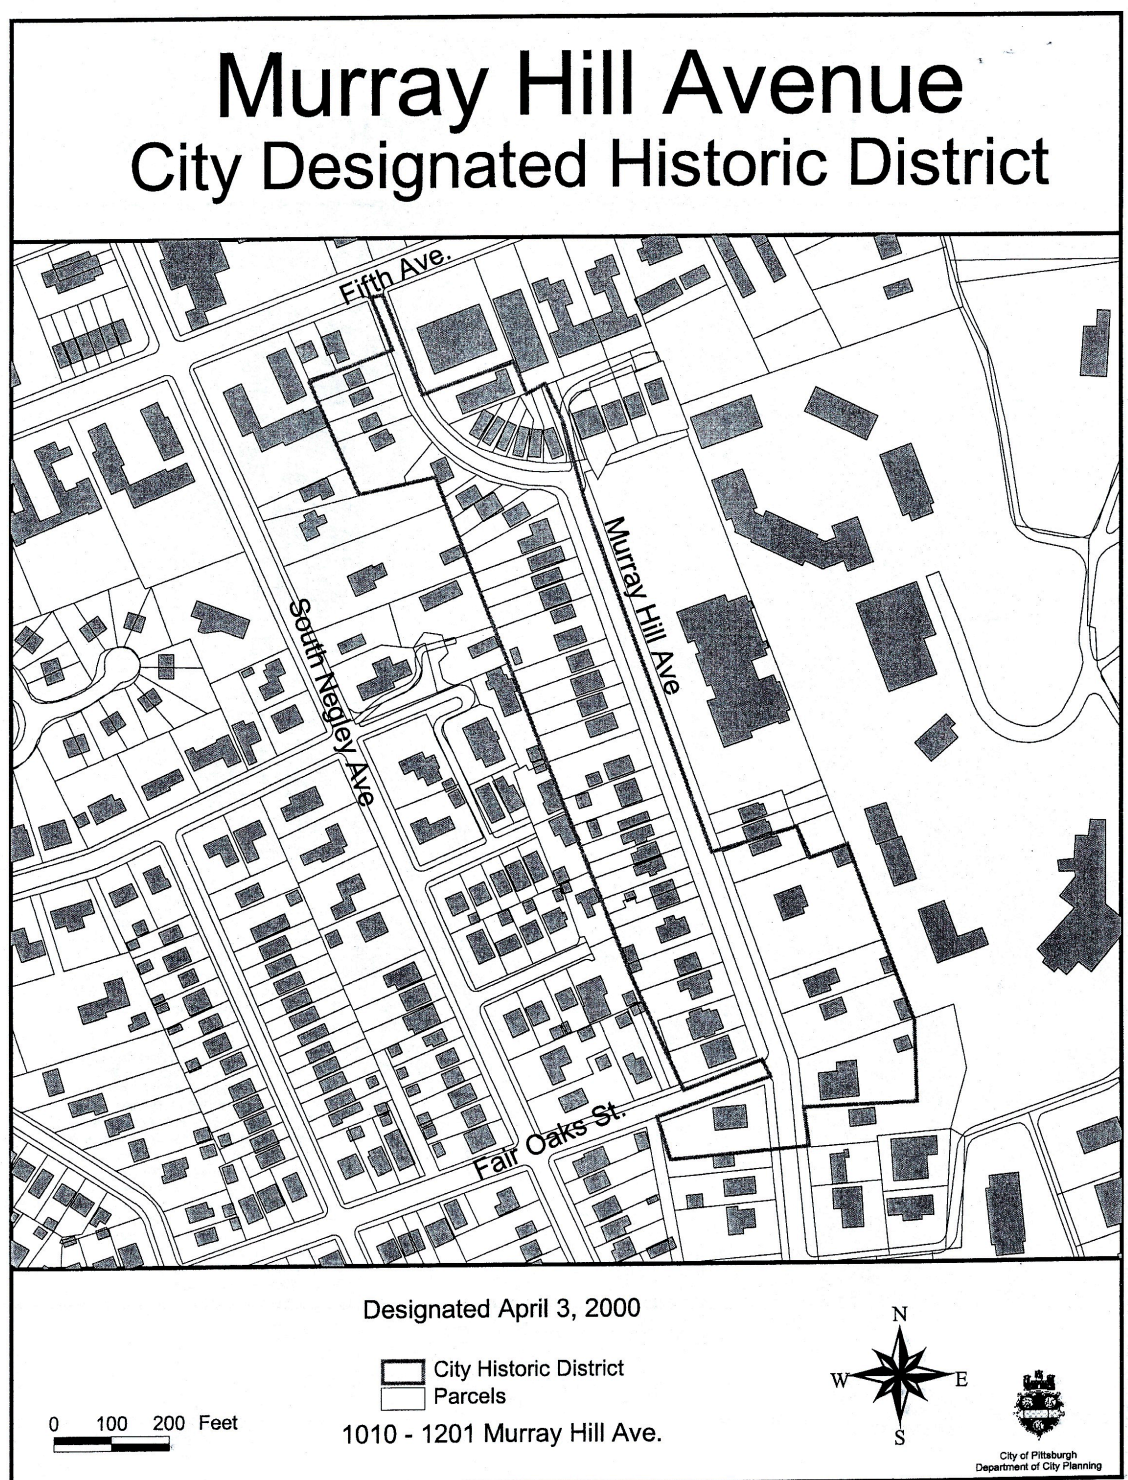 Murray Hill Avenue
City Designated Historic District
Fifth Ave.
Murray Hill Ave
South Negley Ave
Fair Oaks St.
Designated April 3, 2000
City Historic District
Parcels
1010 - 1201 Murray Hill Ave.
0 100 200 Feet
N
W E
S
City of Pittsburgh
Department of City Planning